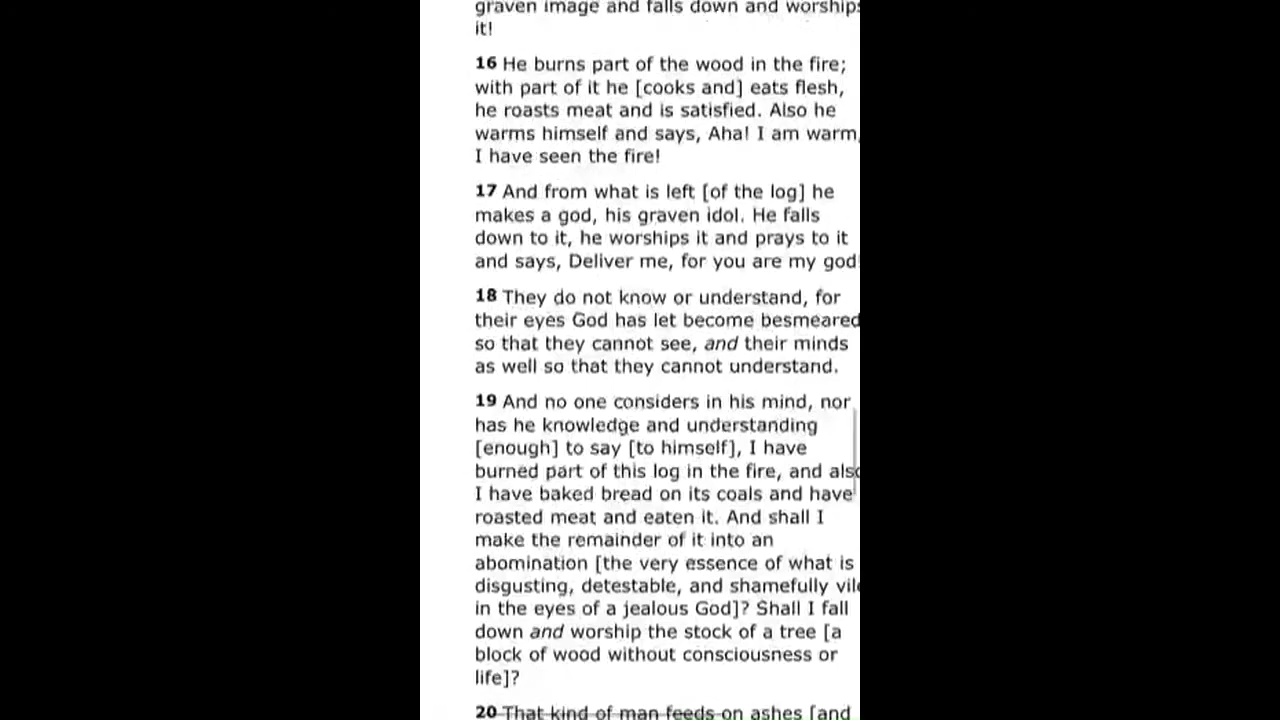 graven image and falls down and worships
it!
16 He burns part of the wood in the fire;
with part of it he [cooks and] eats flesh,
he roasts meat and is satisfied. Also he
warms himself and says, Aha! I am warm,
I have seen the fire!
17 And from what is left [of the log] he
makes a god, his graven idol. He falls
down to it, he worships it and prays to it
and says, Deliver me, for you are my god!
18 They do not know or understand, for
their eyes God has let become besmeared
so that they cannot see, and their minds
as well so that they cannot understand.
19 And no one considers in his mind, nor
has he knowledge and understanding
[enough] to say [to himself], I have
burned part of this log in the fire, and also
I have baked bread on its coals and have
roasted meat and eaten it. And shall I
make the remainder of it into an
abomination [the very essence of what is
disgusting, detestable, and shamefully vile
in the eyes of a jealous God]? Shall I fall
down and worship the stock of a tree [a
block of wood without consciousness or
life]?
20 That kind of man feeds on ashes [and